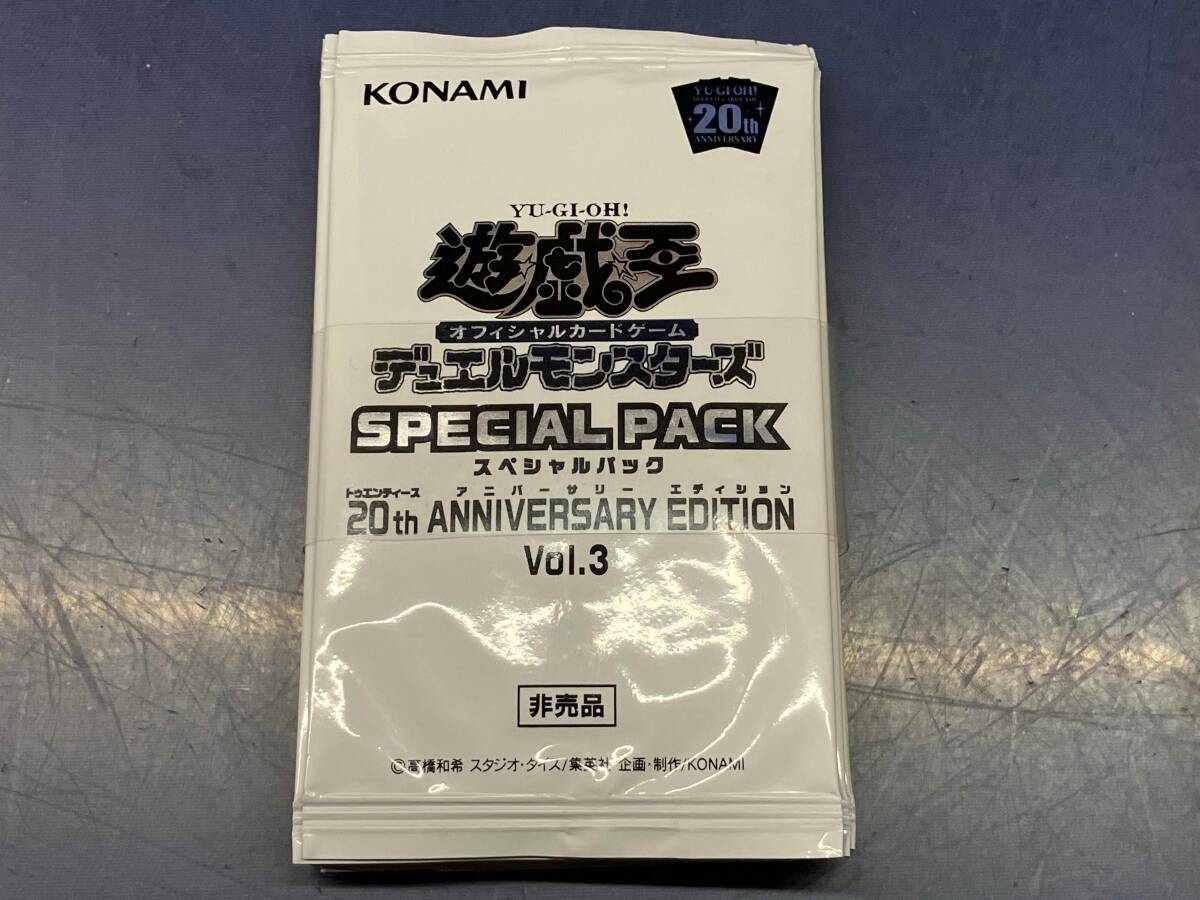 KONAMI
YU-GI-OH!
OFFICIAL CARD GAME
20th
ANNIVERSARY
YU-GI-OH!
遊☆戯☆王
オフィシャルカードゲーム
デュエルモンスターズ
SPECIAL PACK
スペシャルパック
トゥエンティース アニバーサリー エディション
20th ANNIVERSARY EDITION
Vol.3
非売品
©高橋和希 スタジオ・ダイス/集英社 企画・制作/KONAMI